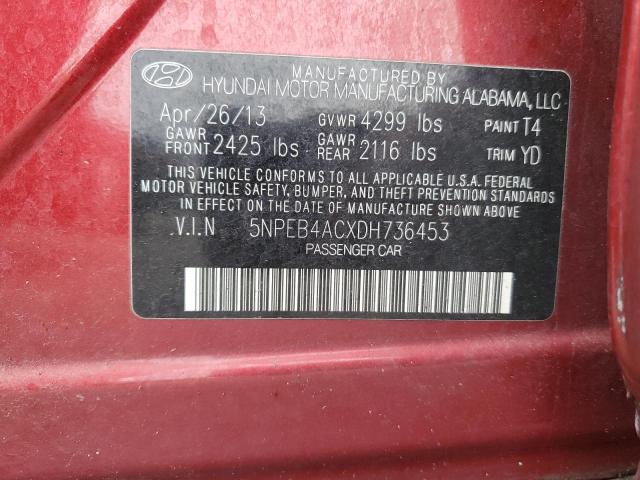 MANUFACTURED BY
HYUNDAI MOTOR MANUFACTURING ALABAMA, LLC
Apr/26/13 GVWR 4299 lbs PAINT T4
GAWR FRONT 2425 lbs GAWR REAR 2116 lbs TRIM YD
THIS VEHICLE CONFORMS TO ALL APPLICABLE U.S.A. FEDERAL
MOTOR VEHICLE SAFETY, BUMPER, AND THEFT PREVENTION STANDARDS
IN EFFECT ON THE DATE OF MANUFACTURE SHOWN ABOVE.
V.I.N 5NPEB4ACXDH736453
PASSENGER CAR